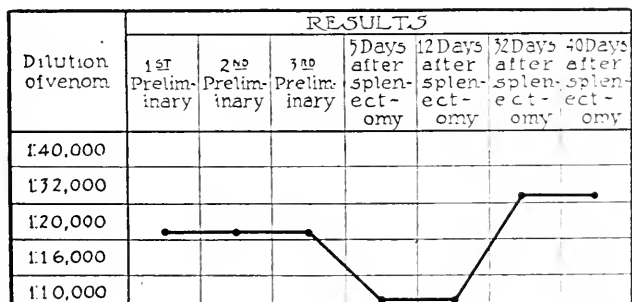 RESULTS
Dilution
of venom
1ST
Prelim-
inary
2ND
Prelim-
inary
3RD
Prelim-
inary
5 Days
after
splen-
ect-
omy
12 Days
after
splen-
ect-
omy
32 Days
after
splen-
ect-
omy
40 Days
after
splen-
ect-
omy
1:40,000
1:32,000
1:20,000
1:16,000
1:10,000